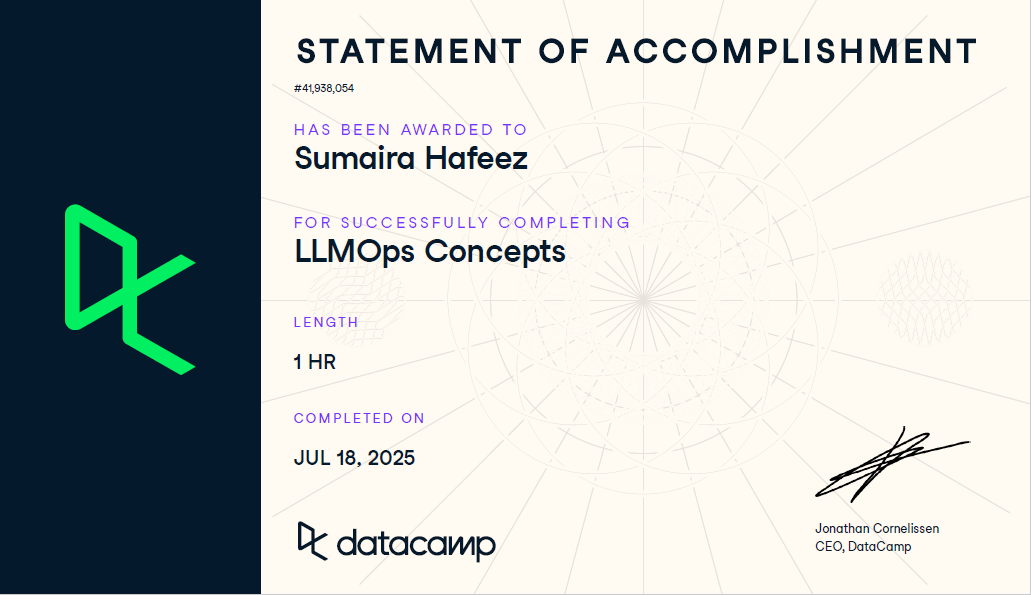 STATEMENT OF ACCOMPLISHMENT
#41,938,054
HAS BEEN AWARDED TO
Sumaira Hafeez
FOR SUCCESSFULLY COMPLETING
LLMOps Concepts
LENGTH
1 HR
COMPLETED ON
JUL 18, 2025
datacamp
Jonathan Cornelissen
CEO, DataCamp